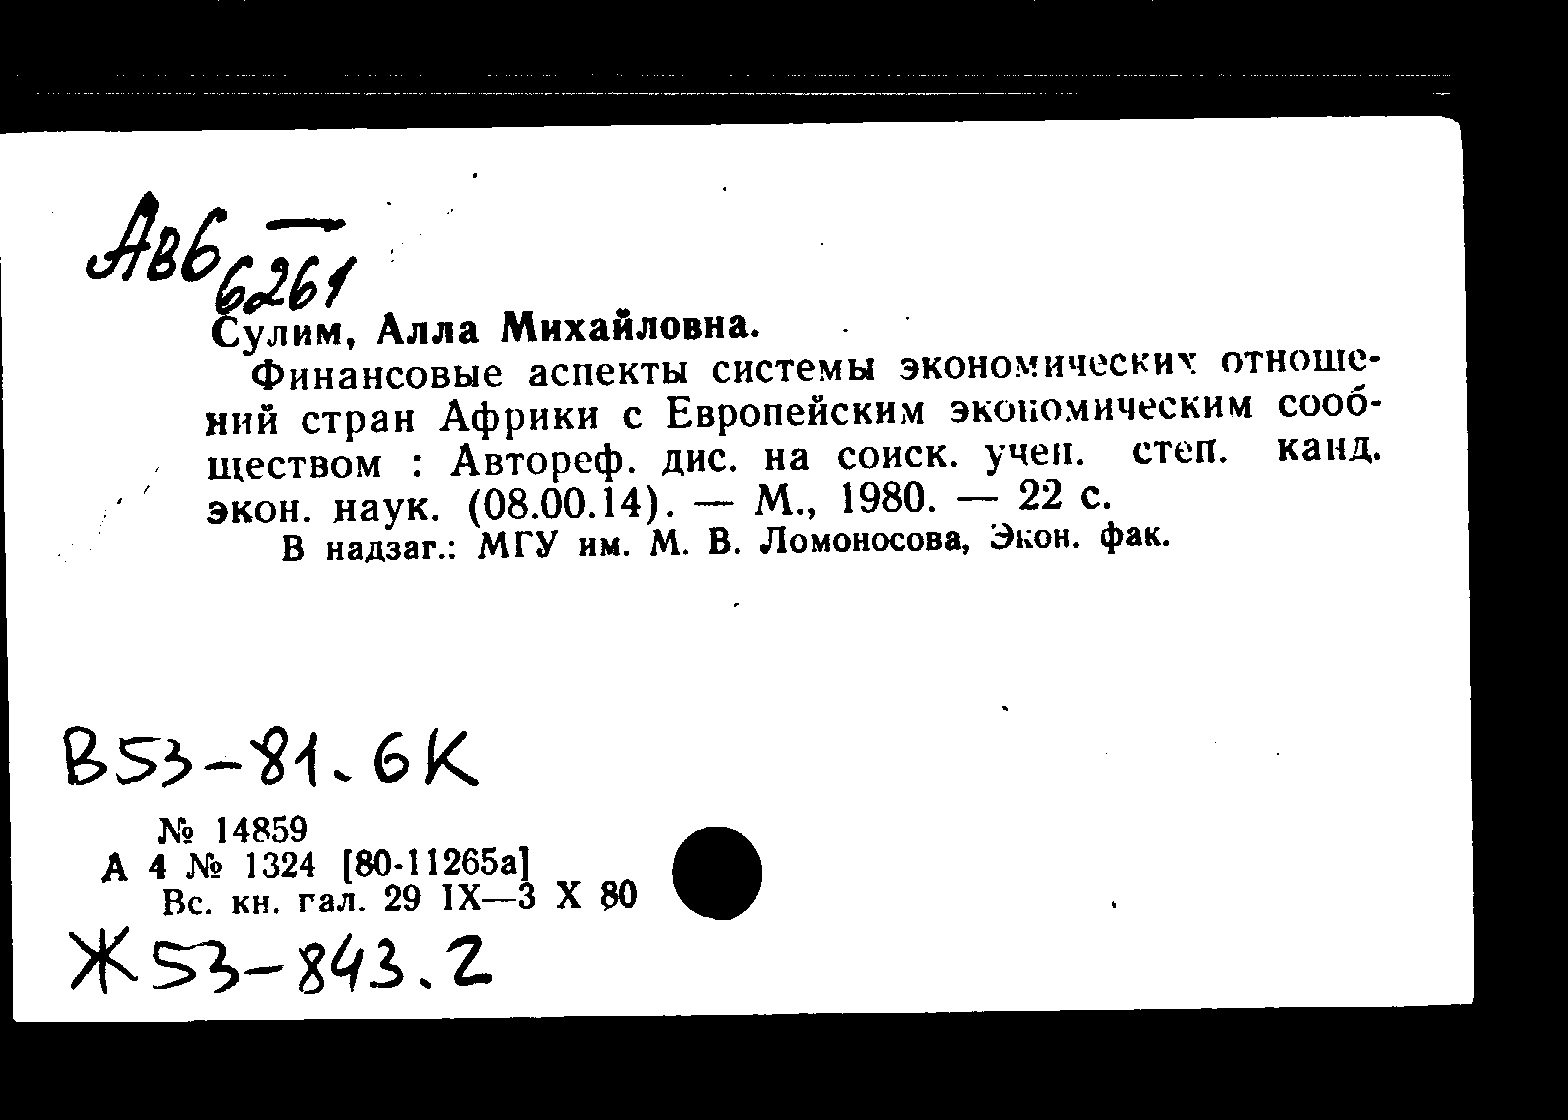 Ав6 —
6261
Сулим, Алла Михайловна.
Финансовые аспекты системы экономических отноше-
ний стран Африки с Европейским экономическим сооб-
ществом : Автореф. дис. на соиск. учен. степ. канд.
экон. наук. (08.00.14). — М., 1980. — 22 с.
В надзаг.: МГУ им. М. В. Ломоносова, Экон. фак.
В53-81.6К
№ 14859
А 4 № 1324 [80-11265а]
Вс. кн. гал. 29 IX—3 X 80
Ж53-843.2